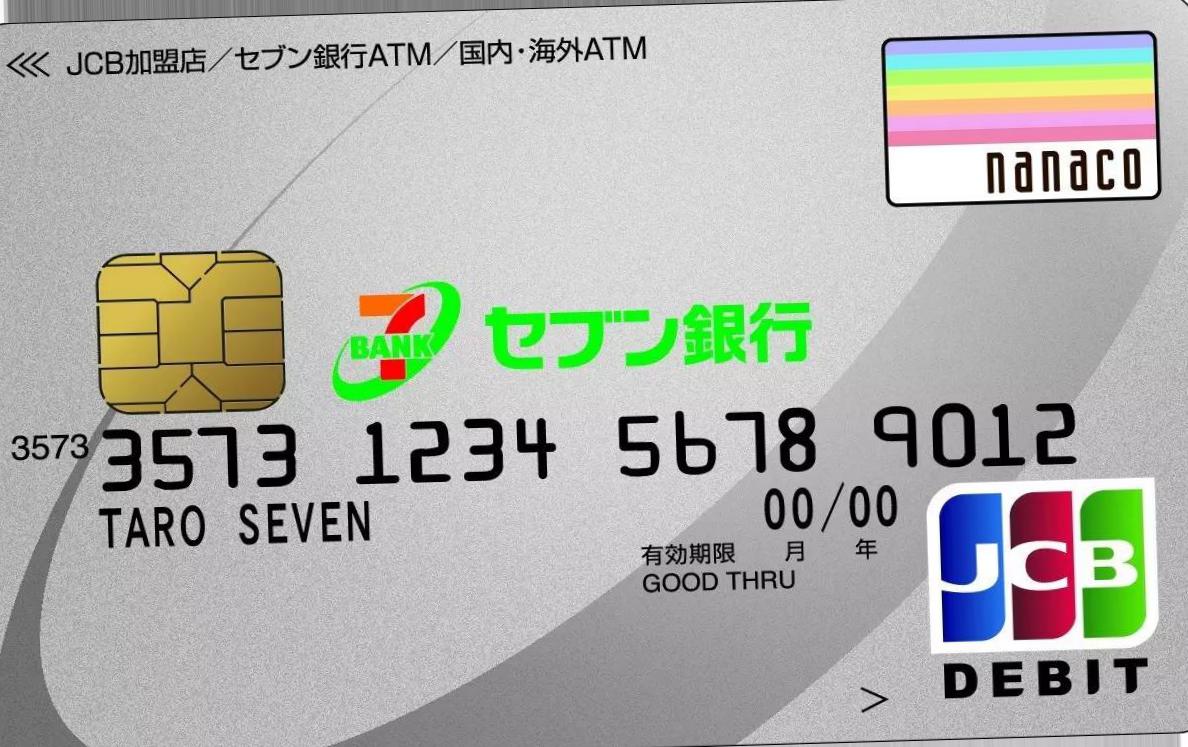 <<< JCB加盟店／セブン銀行ATM／国内・海外ATM
nanaco
7 BANK セブン銀行
3573 3573 1234 5678 9012
TARO SEVEN
00/00
有効期限 月 年
GOOD THRU
JCB
DEBIT
>